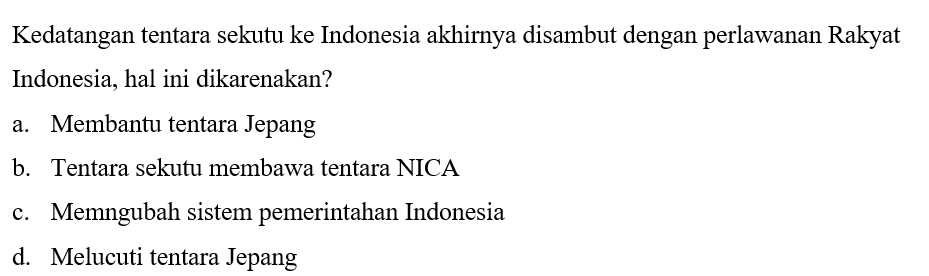 Kedatangan tentara sekutu ke Indonesia akhirnya disambut dengan perlawanan Rakyat
Indonesia, hal ini dikarenakan?
a. Membantu tentara Jepang
b. Tentara sekutu membawa tentara NICA
c. Memngubah sistem pemerintahan Indonesia
d. Melucuti tentara Jepang